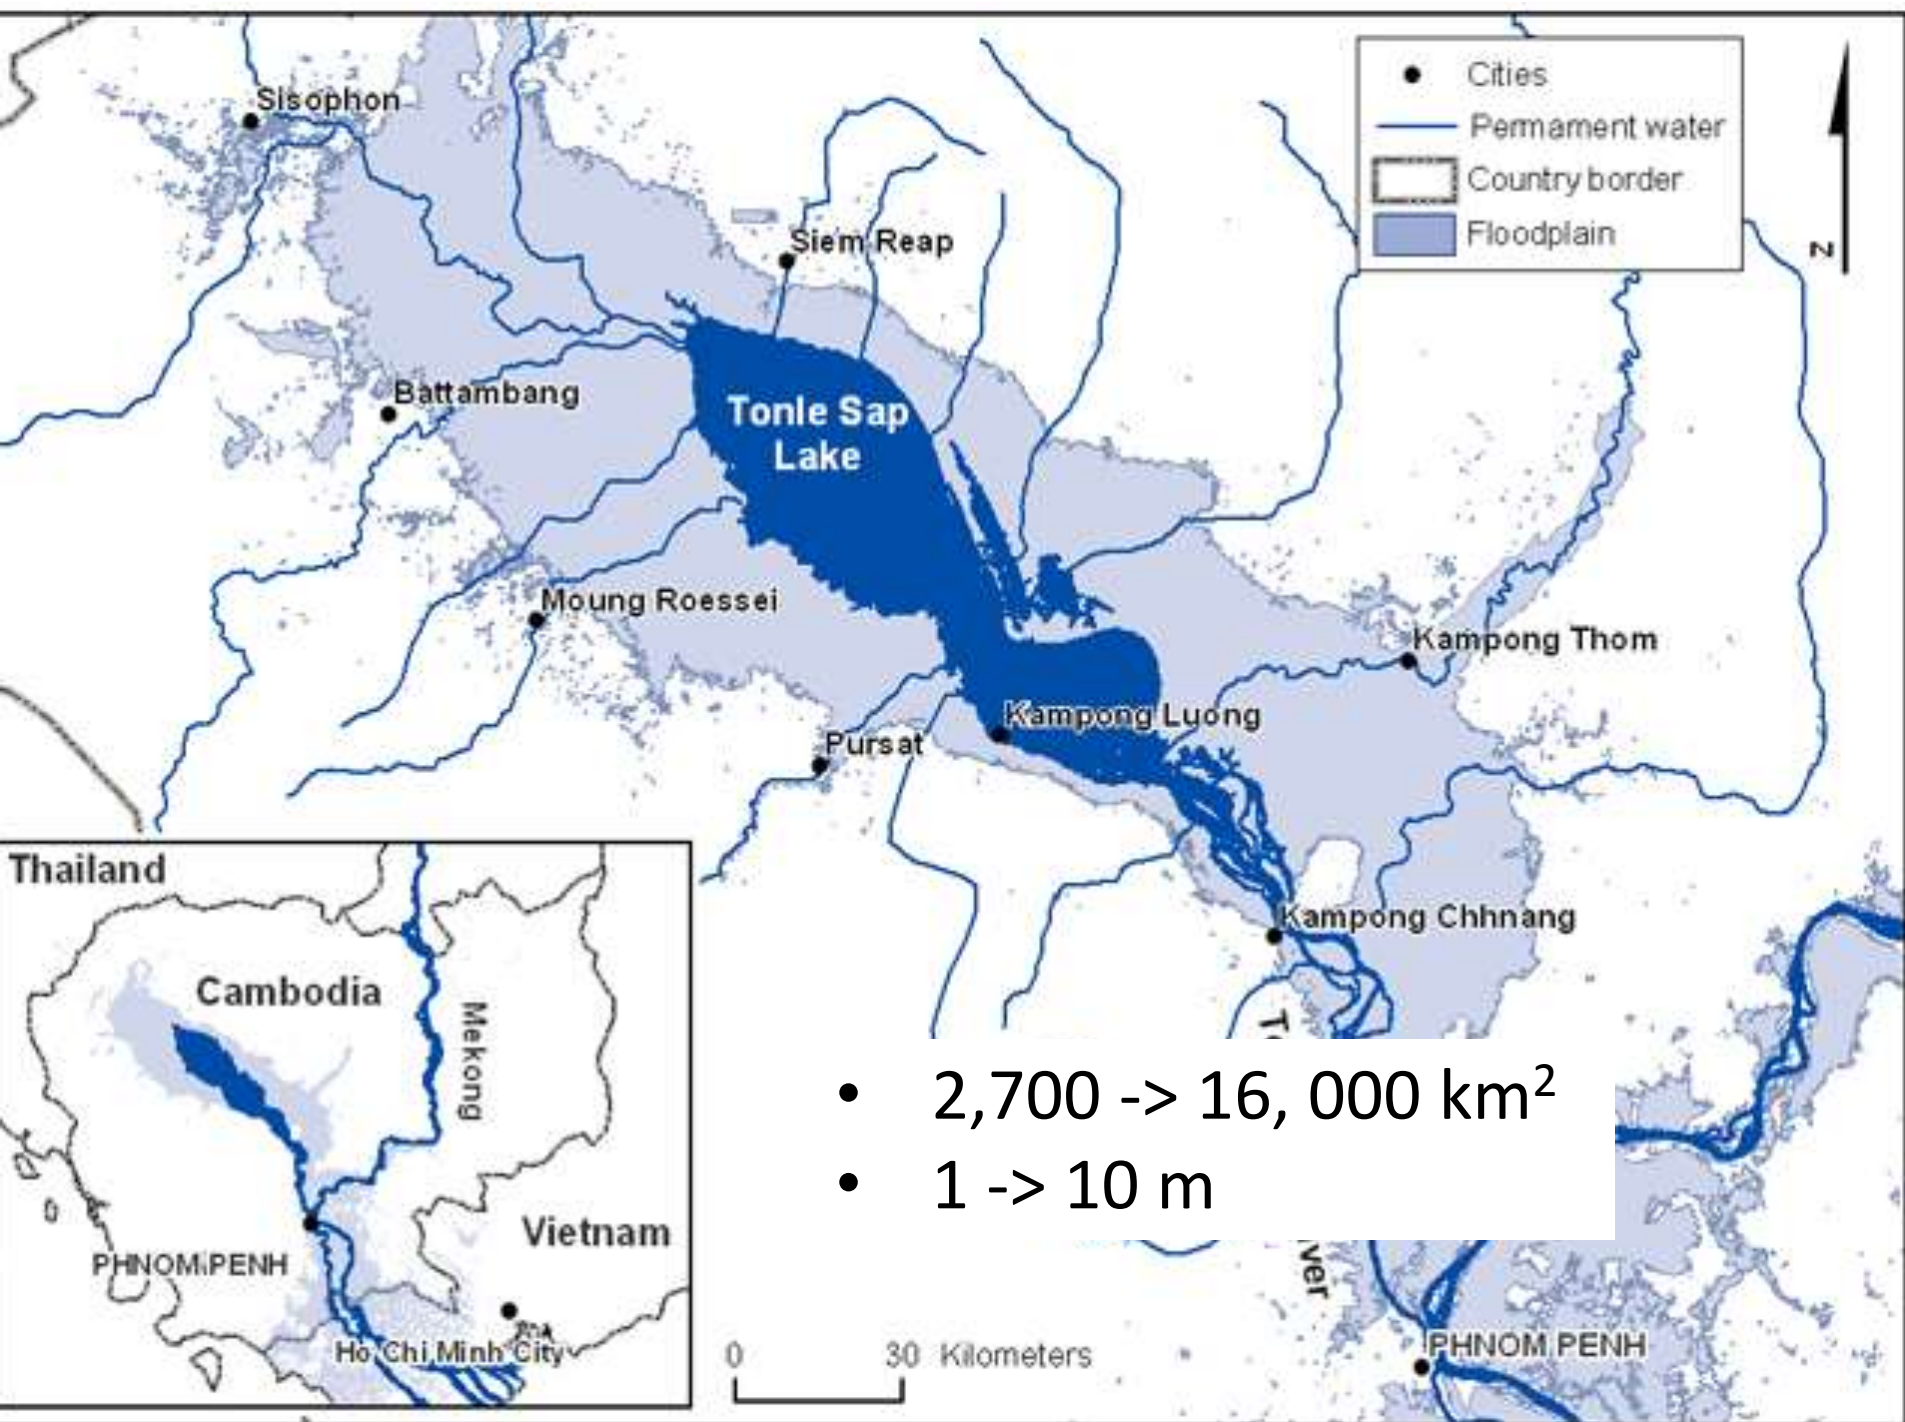 Sisophon
Cities
Permament water
Country border
Floodplain
N
Siem Reap
Battambang
Tonle Sap
Lake
Moung Roessei
Kampong Thom
Kampong Luong
Pursat
Kampong Chhnang
Thailand
Cambodia
Mekong
PHNOM PENH
Vietnam
Ho Chi Minh City
• 2,700 -> 16, 000 km²
• 1 -> 10 m
0 30 Kilometers
PHNOM PENH